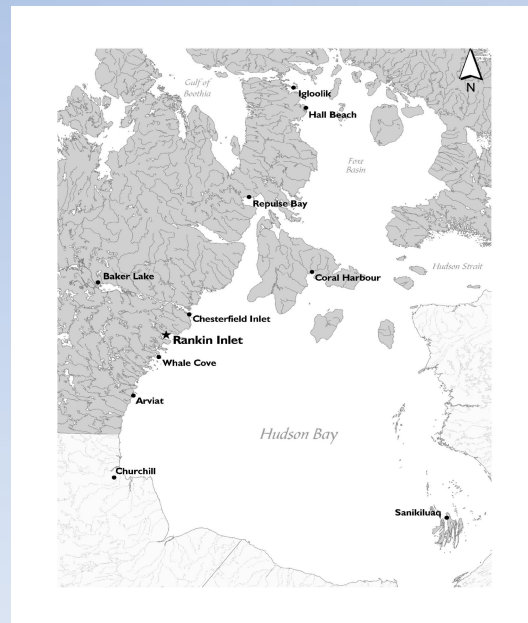 Gulf of
Boothia
N
Igloolik
Hall Beach
Foxe
Basin
Repulse Bay
Hudson Strait
Baker Lake
Coral Harbour
Chesterfield Inlet
Rankin Inlet
Whale Cove
Arviat
Hudson Bay
Churchill
Sanikiluaq